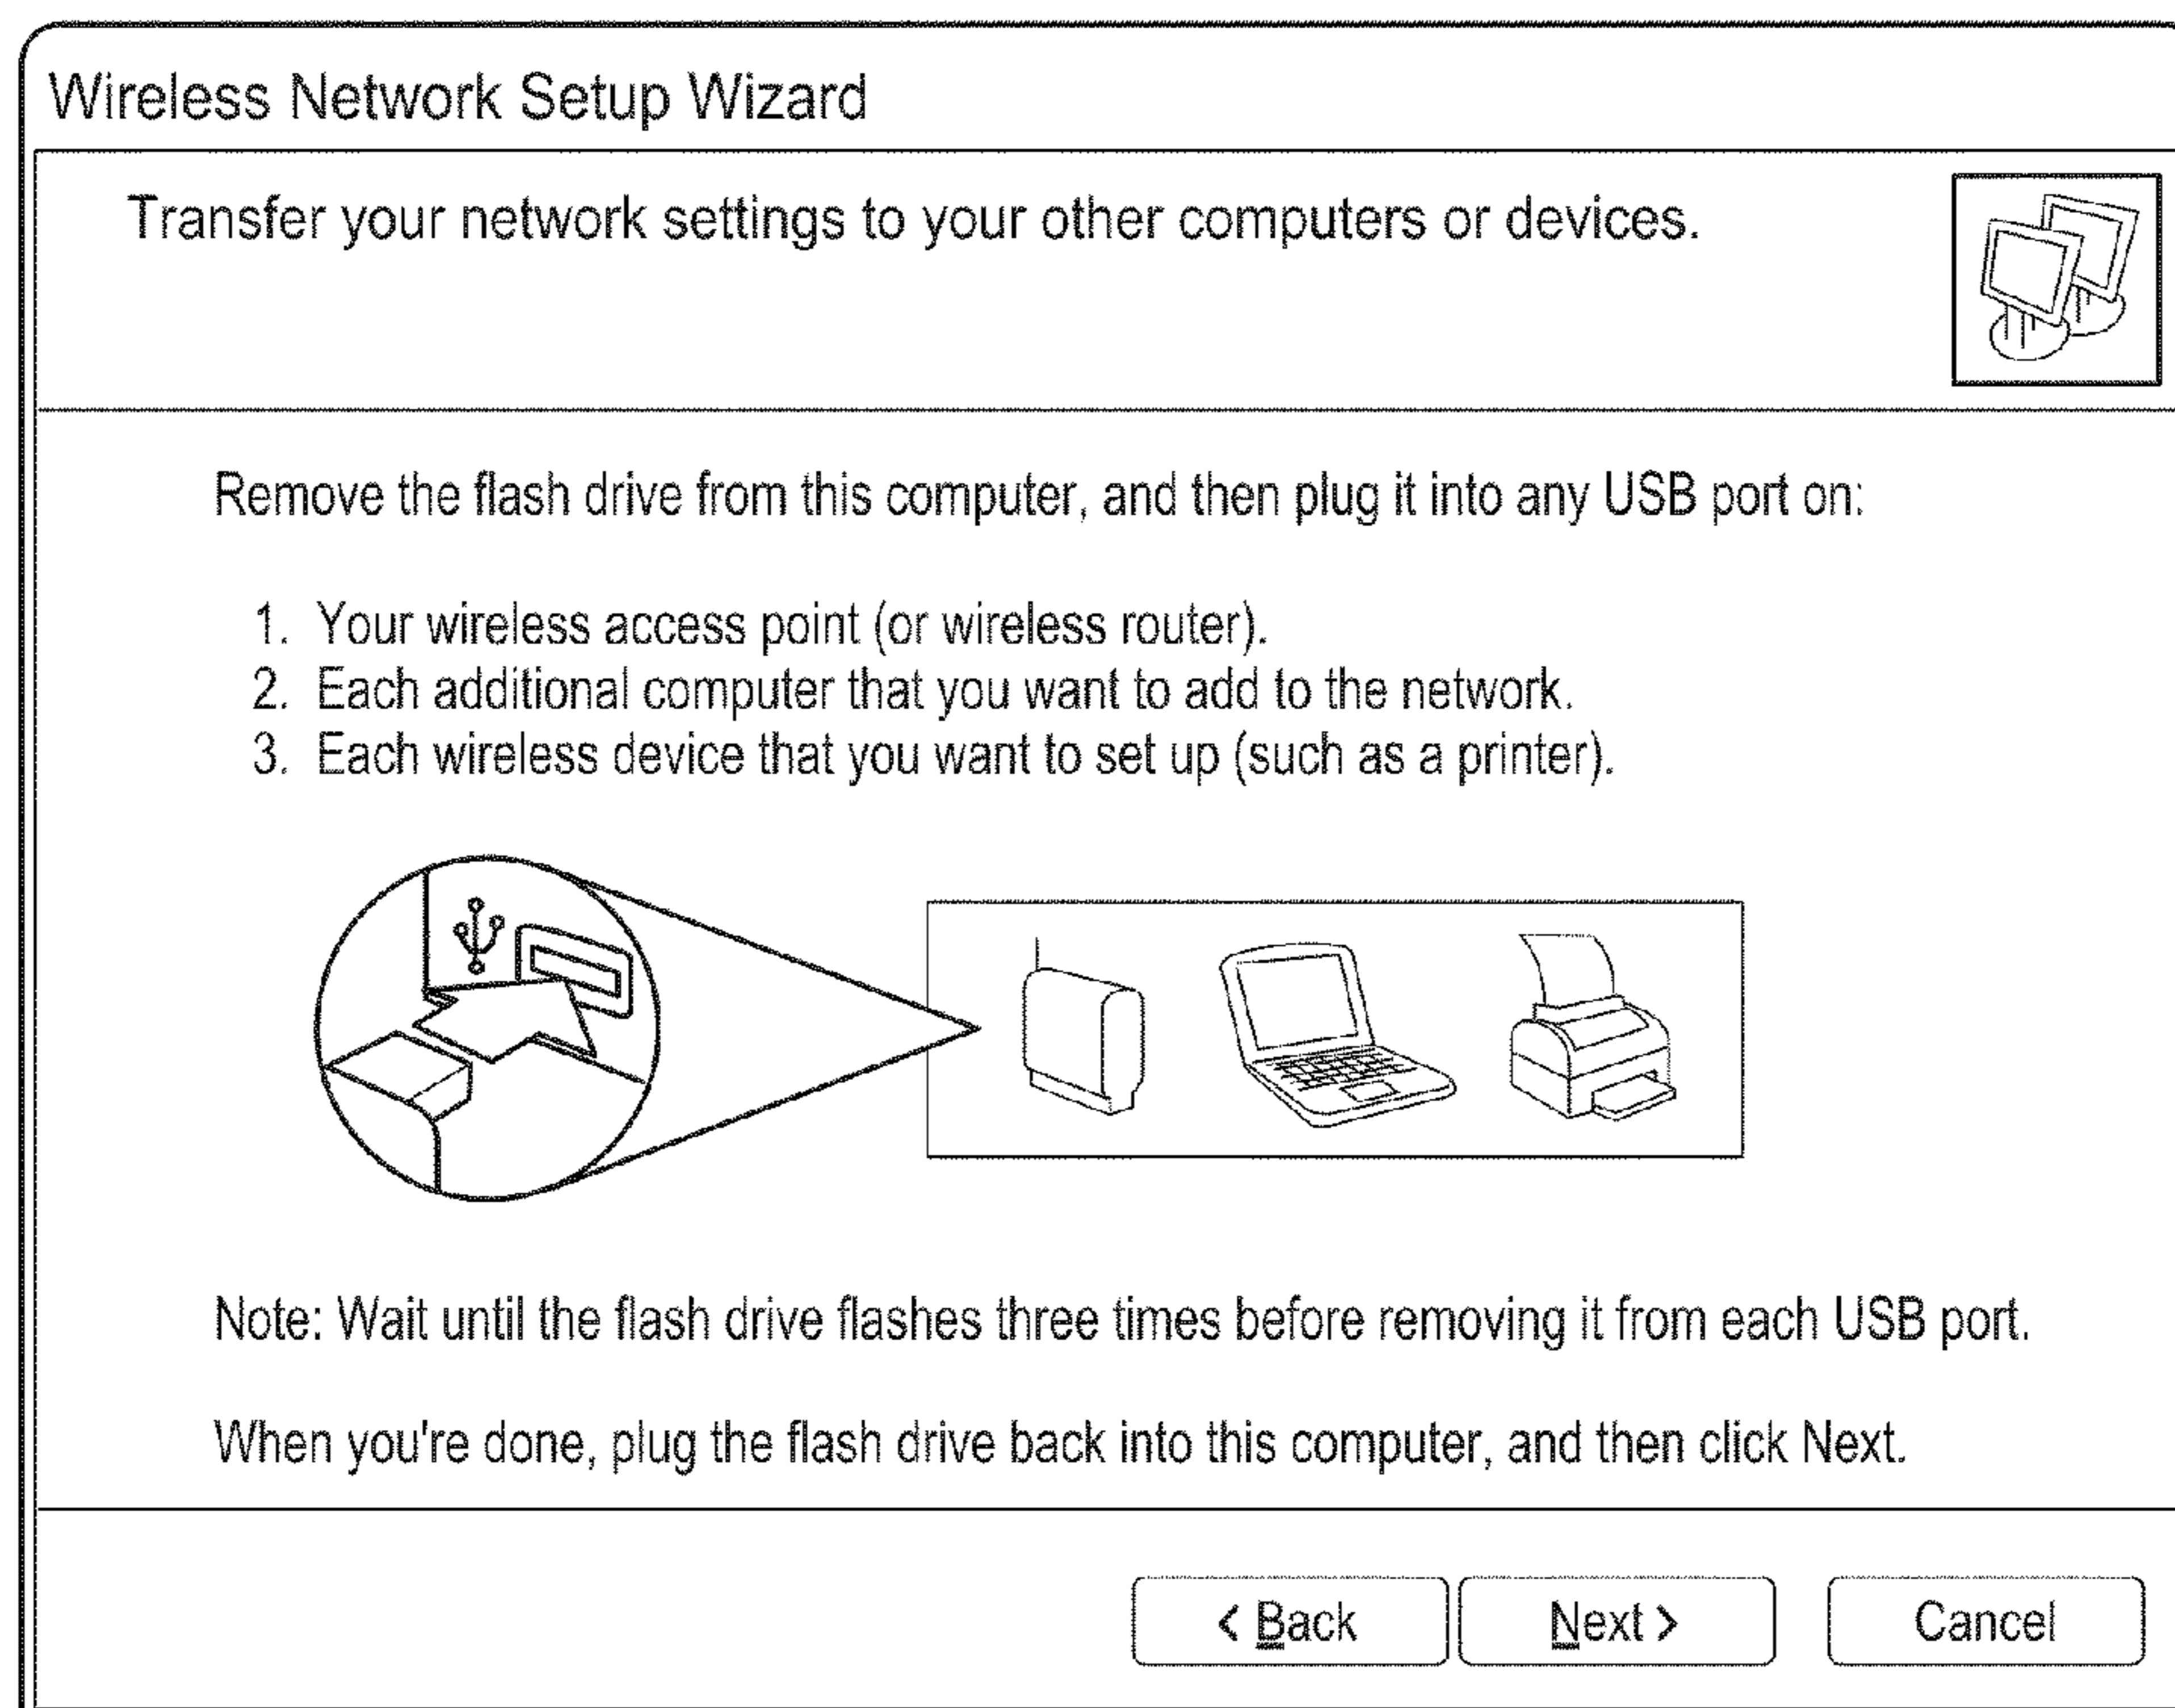 Wireless Network Setup Wizard
Transfer your network settings to your other computers or devices.
Remove the flash drive from this computer, and then plug it into any USB port on:
1. Your wireless access point (or wireless router).
2. Each additional computer that you want to add to the network.
3. Each wireless device that you want to set up (such as a printer).
Note: Wait until the flash drive flashes three times before removing it from each USB port.
When you're done, plug the flash drive back into this computer, and then click Next.
< Back Next > Cancel